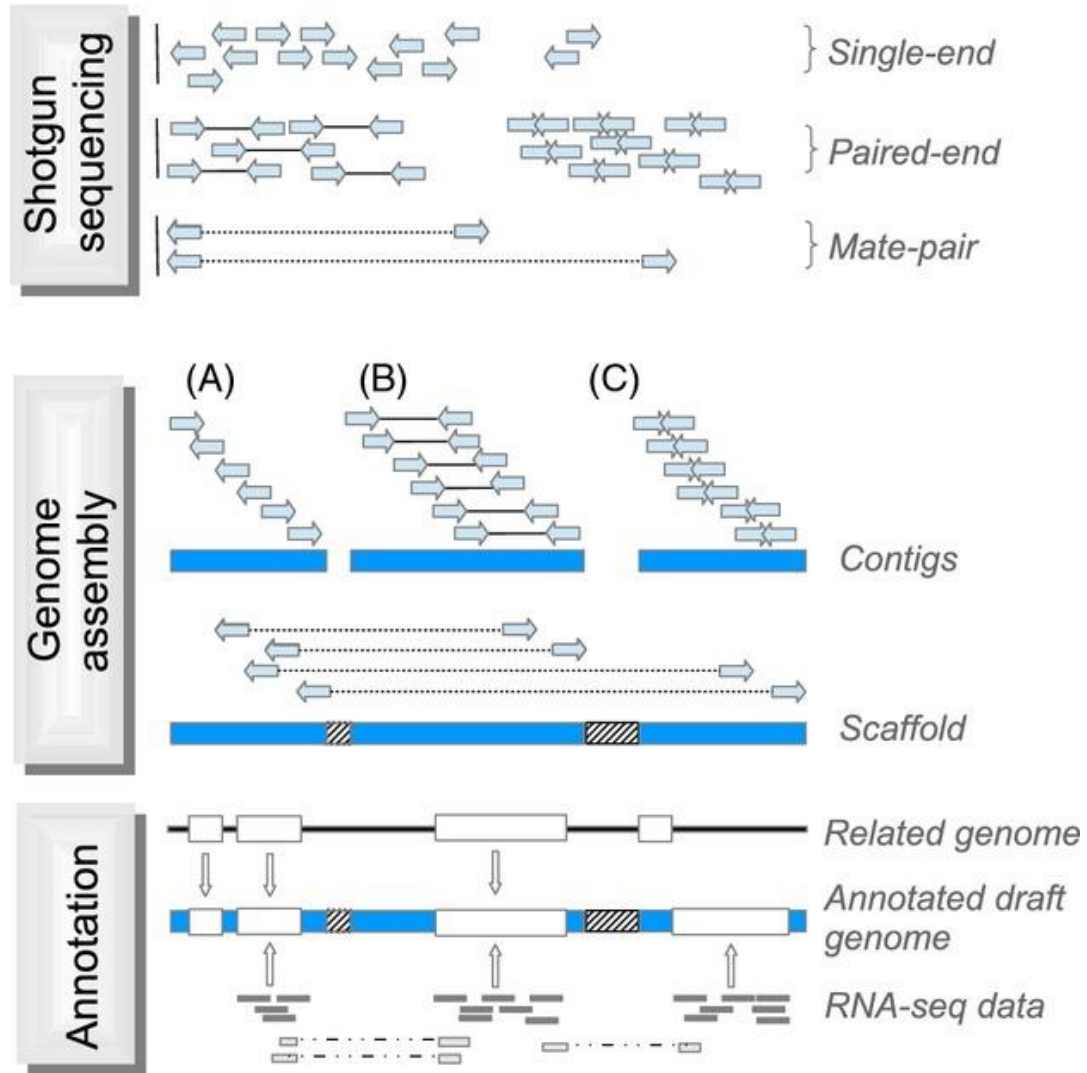 Shotgun
sequencing
Single-end
Paired-end
Mate-pair
Genome
assembly
(A)
(B)
(C)
Contigs
Scaffold
Annotation
Related genome
Annotated draft
genome
RNA-seq data